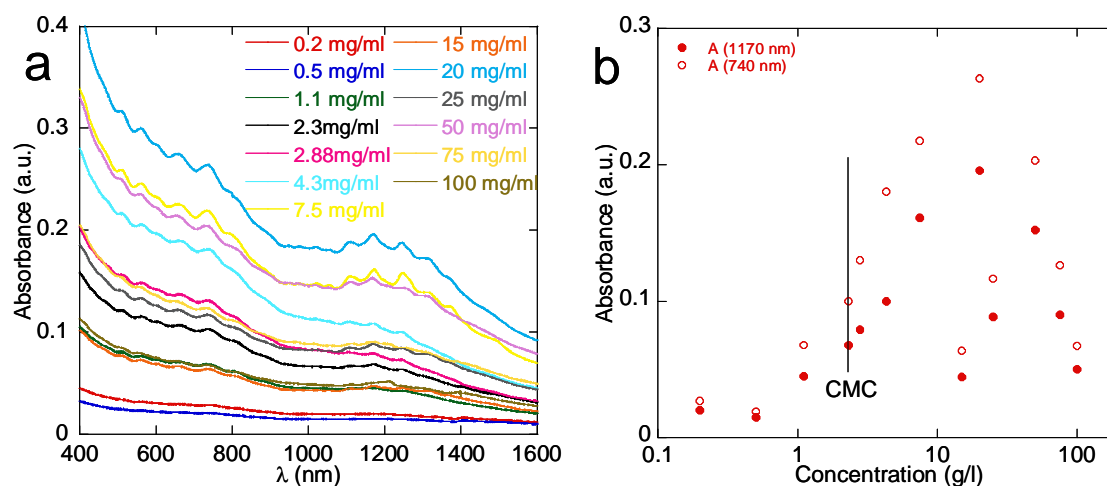 a
Absorbance (a.u.)
0.4
0.3
0.2
0.1
0
0.2 mg/ml
0.5 mg/ml
1.1 mg/ml
2.3mg/ml
2.88mg/ml
4.3mg/ml
7.5 mg/ml
15 mg/ml
20 mg/ml
25 mg/ml
50 mg/ml
75 mg/ml
100 mg/ml
400 600 800 1000 1200 1400 1600
λ (nm)
b
Absorbance (a.u.)
0.3
0.2
0.1
0
A (1170 nm)
A (740 nm)
CMC
0.1 1 10 100
Concentration (g/l)